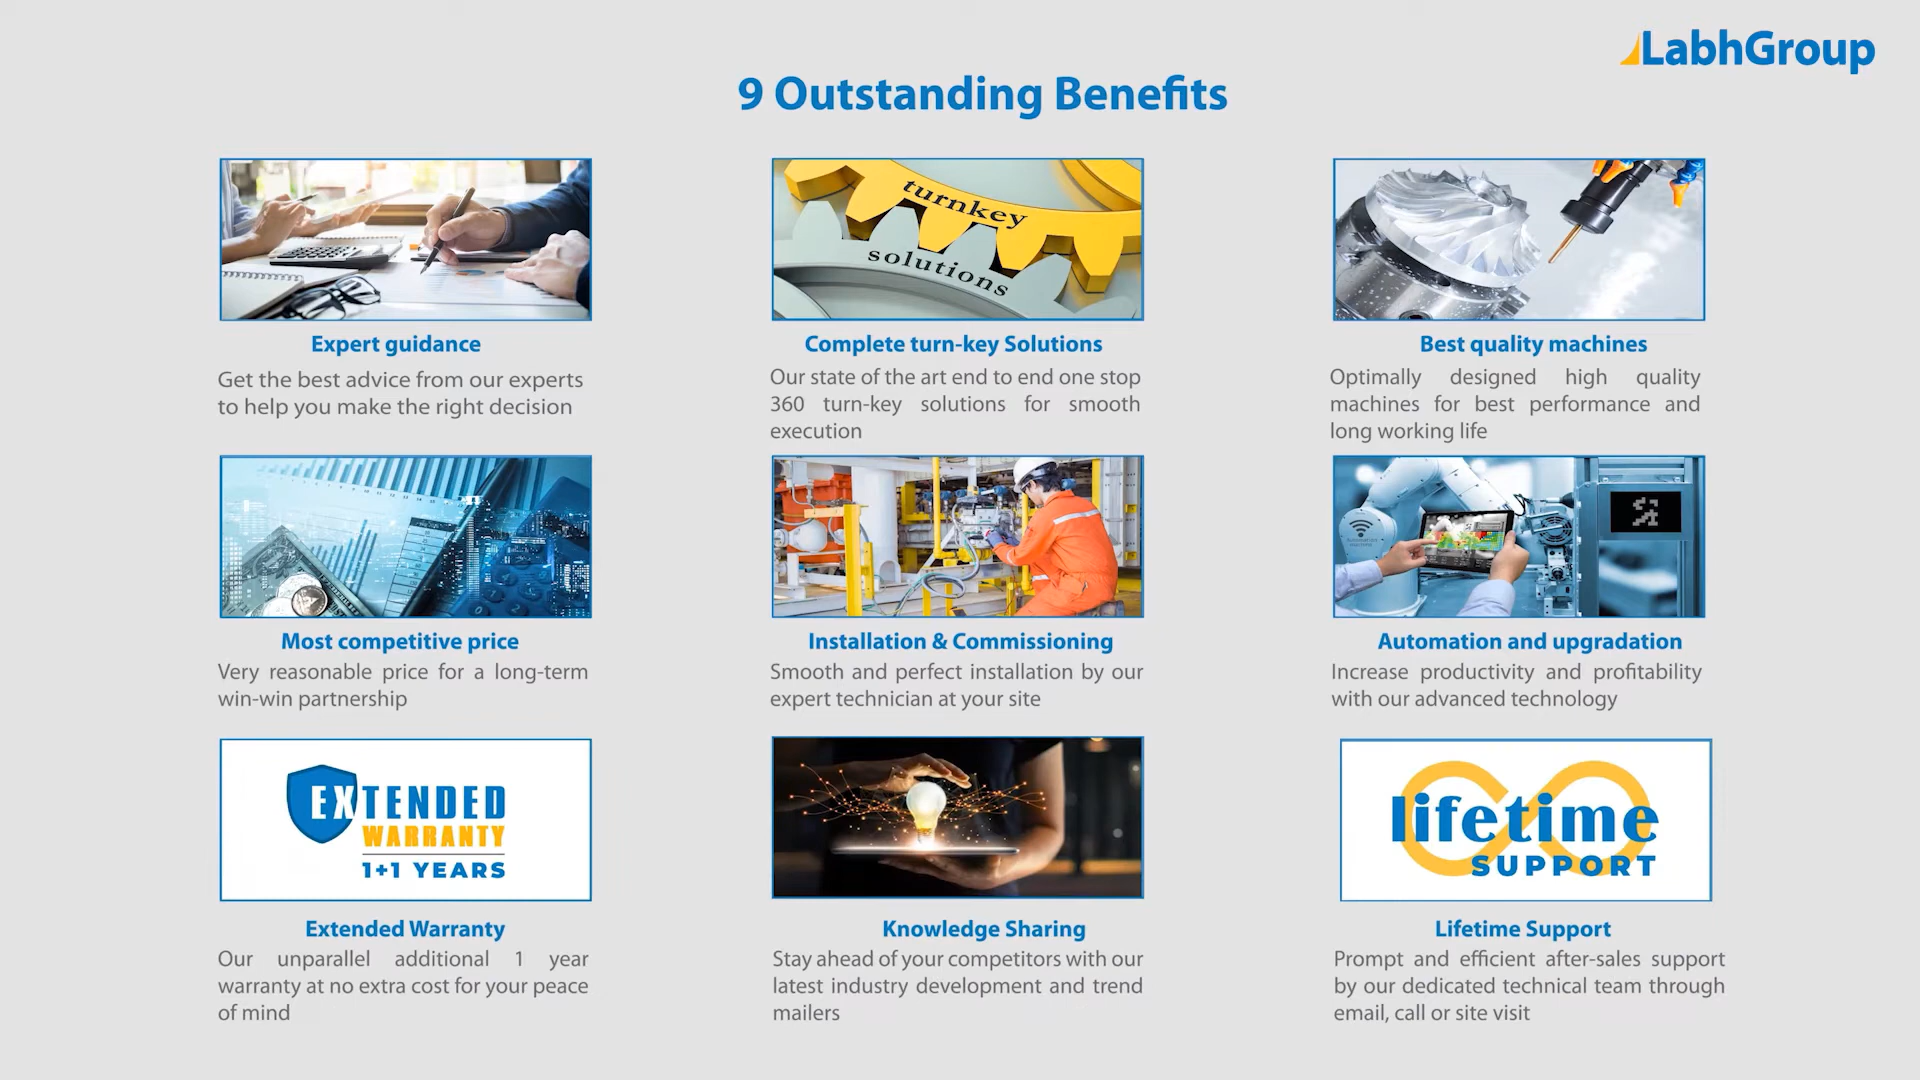 LabhGroup
9 Outstanding Benefits
turnkey
solutions
Expert guidance
Get the best advice from our experts
to help you make the right decision
Complete turn-key Solutions
Our state of the art end to end one stop
360 turn-key solutions for smooth
execution
Best quality machines
Optimally designed high quality
machines for best performance and
long working life
Most competitive price
Very reasonable price for a long-term
win-win partnership
Installation & Commissioning
Smooth and perfect installation by our
expert technician at your site
Automation and upgradation
Increase productivity and profitability
with our advanced technology
EXTENDED
WARRANTY
1+1 YEARS
Extended Warranty
Our unparallel additional 1 year
warranty at no extra cost for your peace
of mind
Knowledge Sharing
Stay ahead of your competitors with our
latest industry development and trend
mailers
lifetime
SUPPORT
Lifetime Support
Prompt and efficient after-sales support
by our dedicated technical team through
email, call or site visit